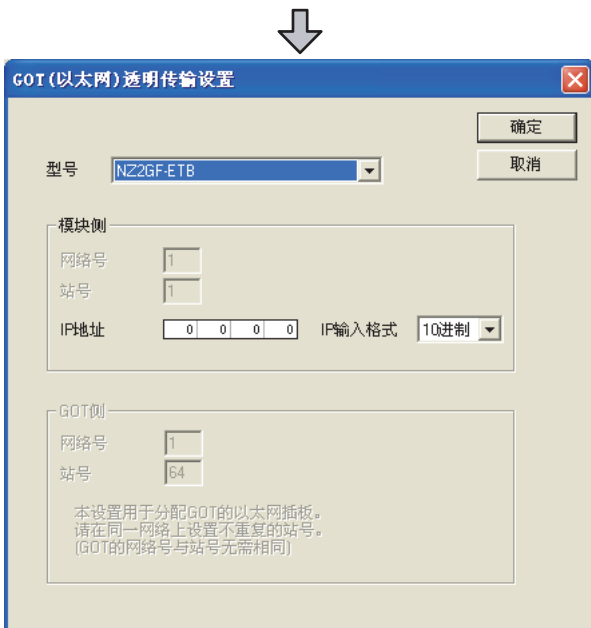 GOT(以太网)透明传输设置
确定
型号 NZ2GF-ETB 取消
模块侧
网络号 1
站号 1
IP地址 0 0 0 0 IP输入格式 10进制
GOT侧
网络号 1
站号 64
本设置用于分配GOT的以太网插板。
请在同一网络上设置不重复的站号。
(GOT的网络号与站号无需相同)